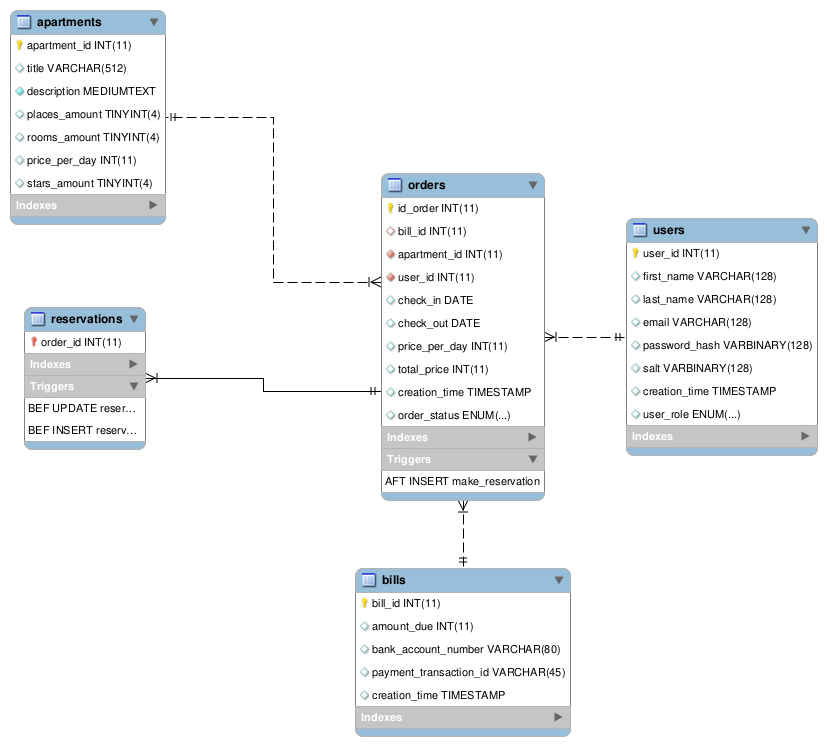 apartments
apartment_id INT(11)
title VARCHAR(512)
description MEDIUMTEXT
places_amount TINYINT(4)
rooms_amount TINYINT(4)
price_per_day INT(11)
stars_amount TINYINT(4)
Indexes
orders
id_order INT(11)
bill_id INT(11)
apartment_id INT(11)
user_id INT(11)
check_in DATE
check_out DATE
price_per_day INT(11)
total_price INT(11)
creation_time TIMESTAMP
order_status ENUM(...)
Indexes
Triggers
AFT INSERT make_reservation
users
user_id INT(11)
first_name VARCHAR(128)
last_name VARCHAR(128)
email VARCHAR(128)
password_hash VARBINARY(128)
salt VARBINARY(128)
creation_time TIMESTAMP
user_role ENUM(...)
Indexes
reservations
order_id INT(11)
Indexes
Triggers
BEF UPDATE reser...
BEF INSERT reserv...
bills
bill_id INT(11)
amount_due INT(11)
bank_account_number VARCHAR(80)
payment_transaction_id VARCHAR(45)
creation_time TIMESTAMP
Indexes